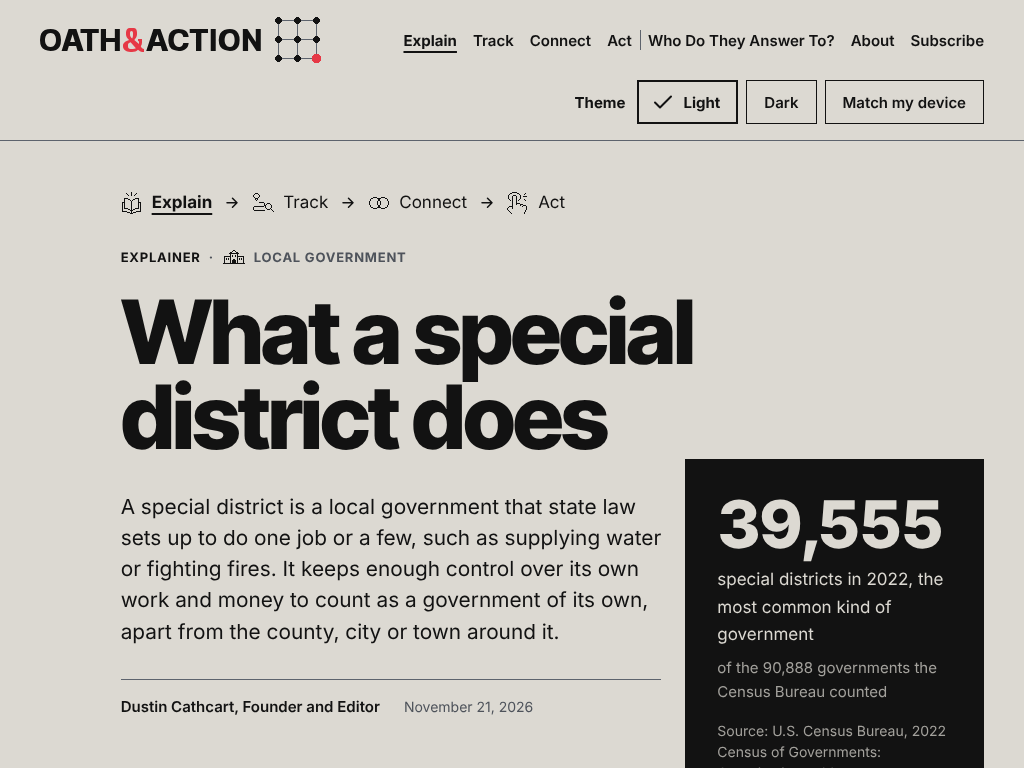 OATH&ACTION
Explain Track Connect Act Who Do They Answer To? About Subscribe
Theme Light Dark Match my device
Explain → Track → Connect → Act
EXPLAINER · LOCAL GOVERNMENT
What a special
district does
A special district is a local government that state law
sets up to do one job or a few, such as supplying water
or fighting fires. It keeps enough control over its own
work and money to count as a government of its own,
apart from the county, city or town around it.
Dustin Cathcart, Founder and Editor November 21, 2026
39,555
special districts in 2022, the
most common kind of
government
of the 90,888 governments the
Census Bureau counted
Source: U.S. Census Bureau, 2022
Census of Governments: